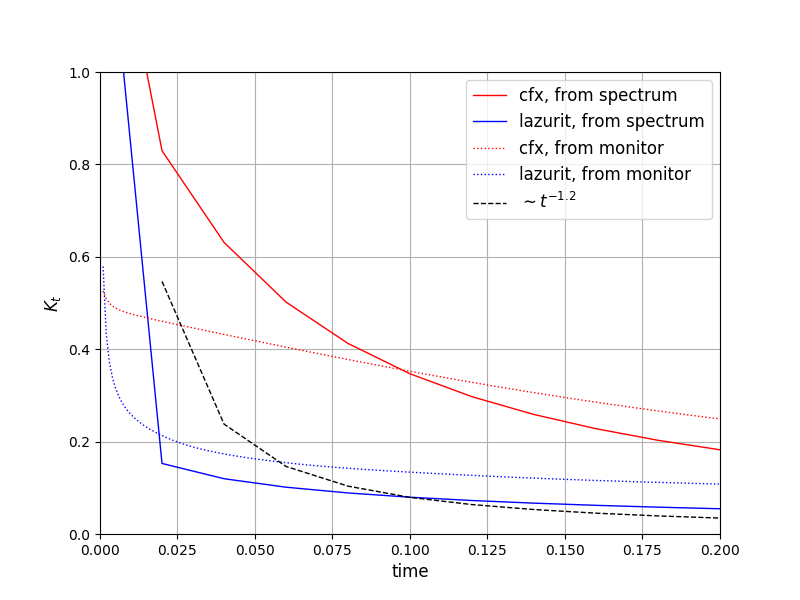 1.0
0.8
0.6
0.4
0.2
0.0
K_t
cfx, from spectrum
lazurit, from spectrum
cfx, from monitor
lazurit, from monitor
~ t^{-1.2}
0.000 0.025 0.050 0.075 0.100 0.125 0.150 0.175 0.200
time